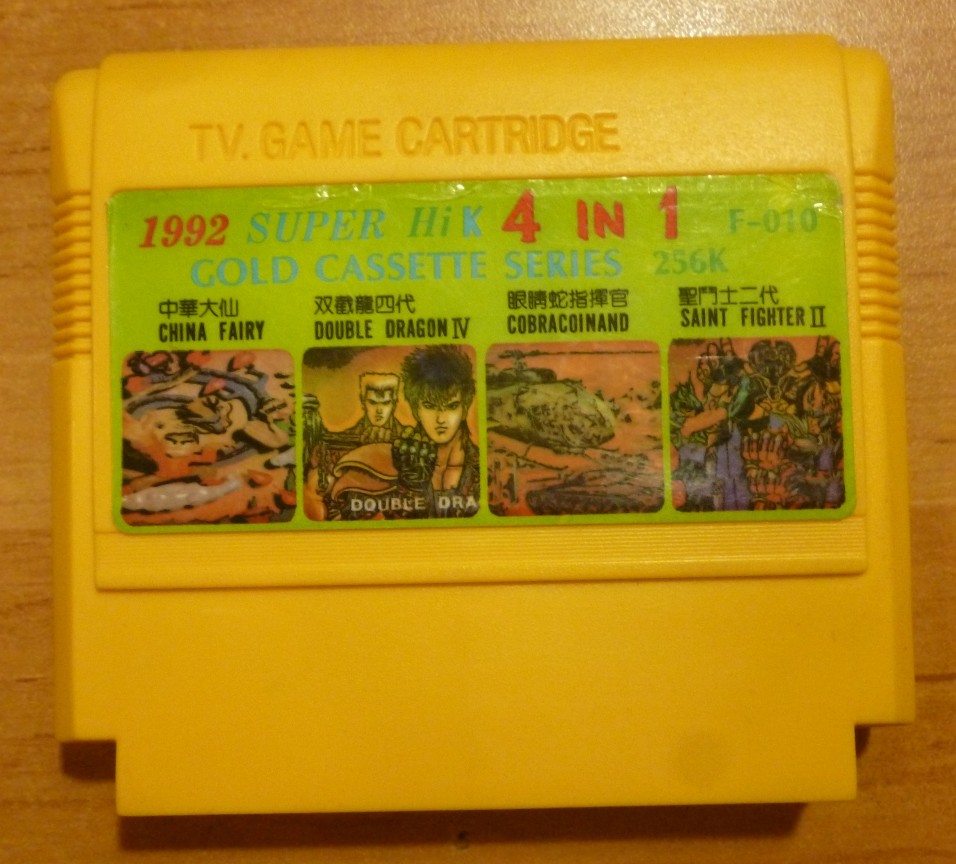 TV. GAME CARTRIDGE
1992 SUPER HiK 4 IN 1 F-010
GOLD CASSETTE SERIES 256K
中華大仙 双截龍四代 眼睛蛇指揮官 聖鬥士二代
CHINA FAIRY DOUBLE DRAGON IV COBRACOINAND SAINT FIGHTER II
DOUBLE DRA